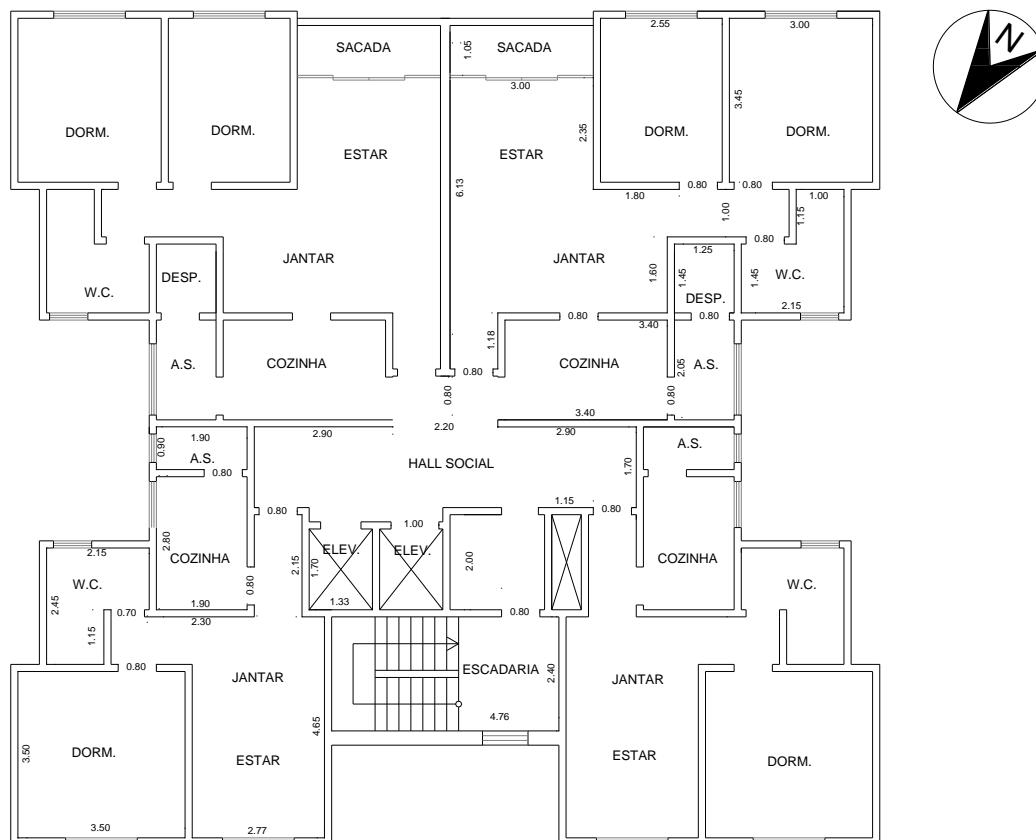 2.55
3.00
N
SACADA
SACADA
1.05
3.00
3.45
DORM.
DORM.
ESTAR
ESTAR
2.35
DORM.
DORM.
6.13
0.80
0.80
1.80
1.00
1.00
1.15
0.80
1.25
JANTAR
JANTAR
1.60
1.45
1.45
DESP.
W.C.
W.C.
DESP.
2.15
0.80
3.40
0.80
1.18
A.S.
COZINHA
0.80
COZINHA
2.05
A.S.
0.80
0.80
3.40
2.20
1.90
2.90
2.90
0.90
A.S.
0.80
HALL SOCIAL
1.70
A.S.
0.80
1.00
1.15
0.80
2.80
2.15
ELEV.
ELEV.
2.15
COZINHA
1.70
2.00
COZINHA
W.C.
2.45
0.80
1.33
W.C.
1.90
0.70
2.30
0.80
1.15
0.80
JANTAR
ESCADARIA
2.40
JANTAR
4.65
4.76
DORM.
3.50
ESTAR
ESTAR
DORM.
3.50
2.77